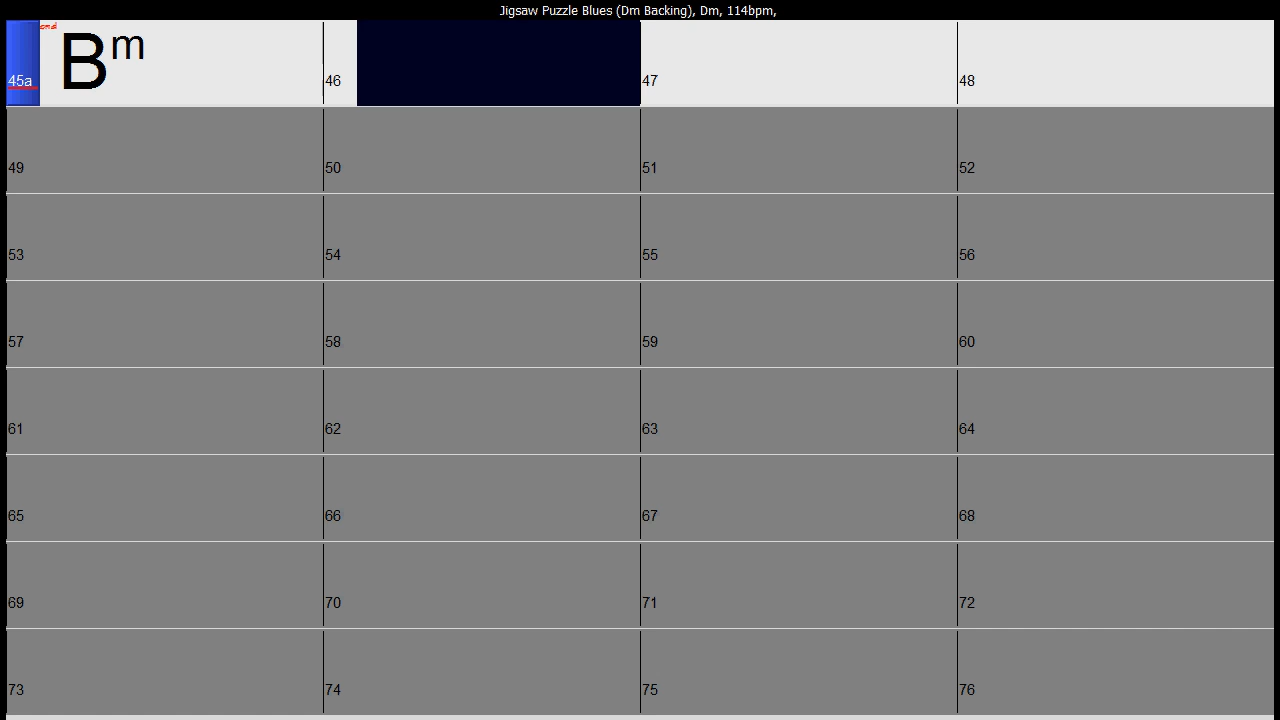 Jigsaw Puzzle Blues (Dm Backing), Dm, 114bpm,
end
Bm
45a 46 47 48
49 50 51 52
53 54 55 56
57 58 59 60
61 62 63 64
65 66 67 68
69 70 71 72
73 74 75 76